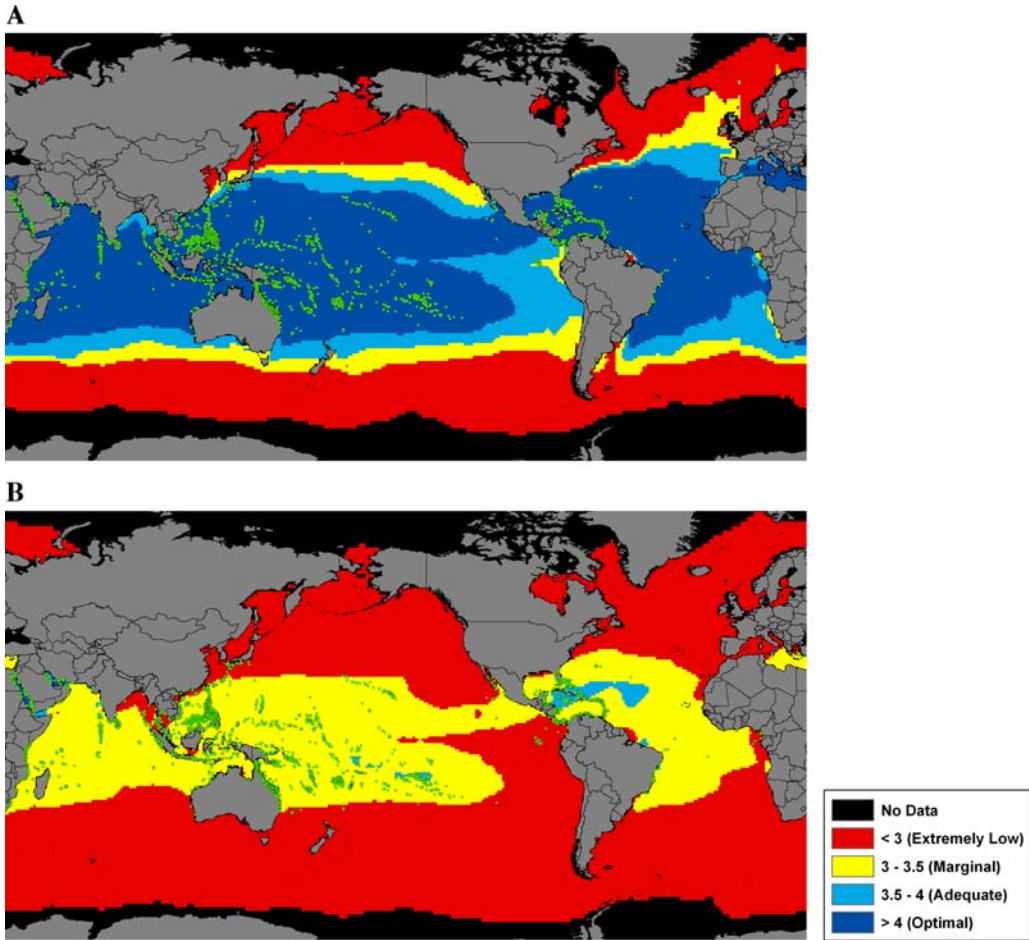 A
B
No Data
< 3 (Extremely Low)
3 - 3.5 (Marginal)
3.5 - 4 (Adequate)
> 4 (Optimal)